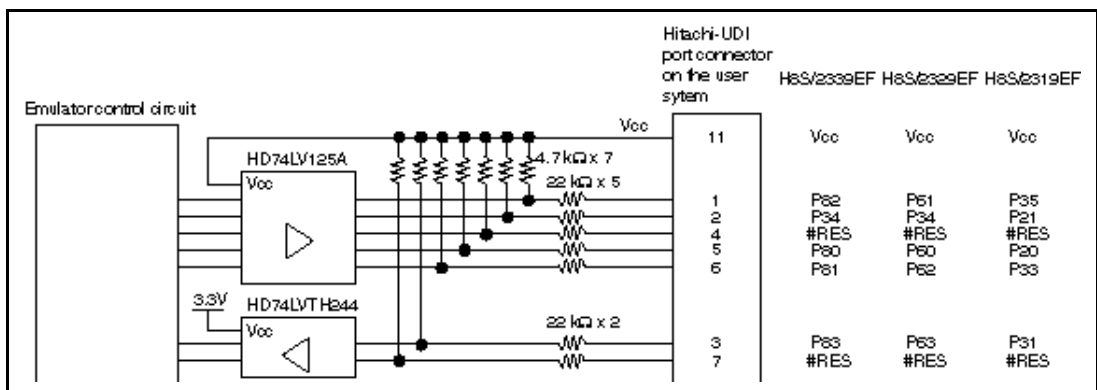 Hitachi-UDI
port connector
on the user
sytem
H8S/2339EF H8S/2329EF H8S/2319EF
Emulator control circuit
Vcc
11 Vcc Vcc Vcc
HD74LV125A
Vcc
4.7 kΩ x 7
22 kΩ x 5
1 P82 P61 P35
2 P34 P34 P21
4 #RES #RES #RES
5 P80 P60 P20
6 P81 P62 P33
3.3V
HD74LVTH244
Vcc
22 kΩ x 2
3 P83 P63 P31
7 #RES #RES #RES